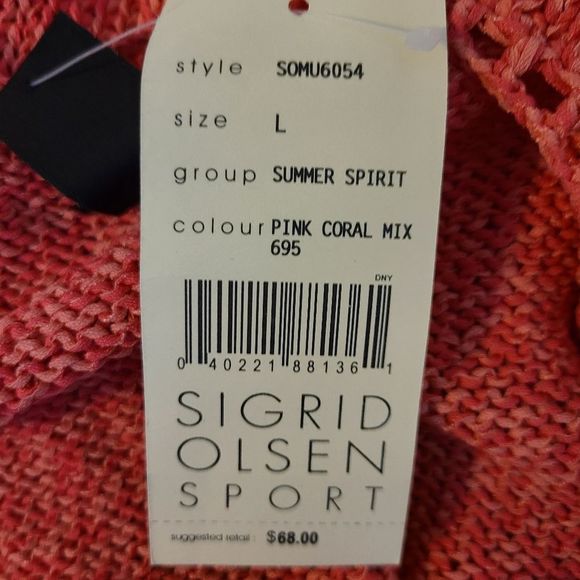 style SOMU6054
size L
group SUMMER SPIRIT
colour PINK CORAL MIX
695
DNY
0 40221 88136 1
SIGRID
OLSEN
SPORT
suggested retail : $68.00